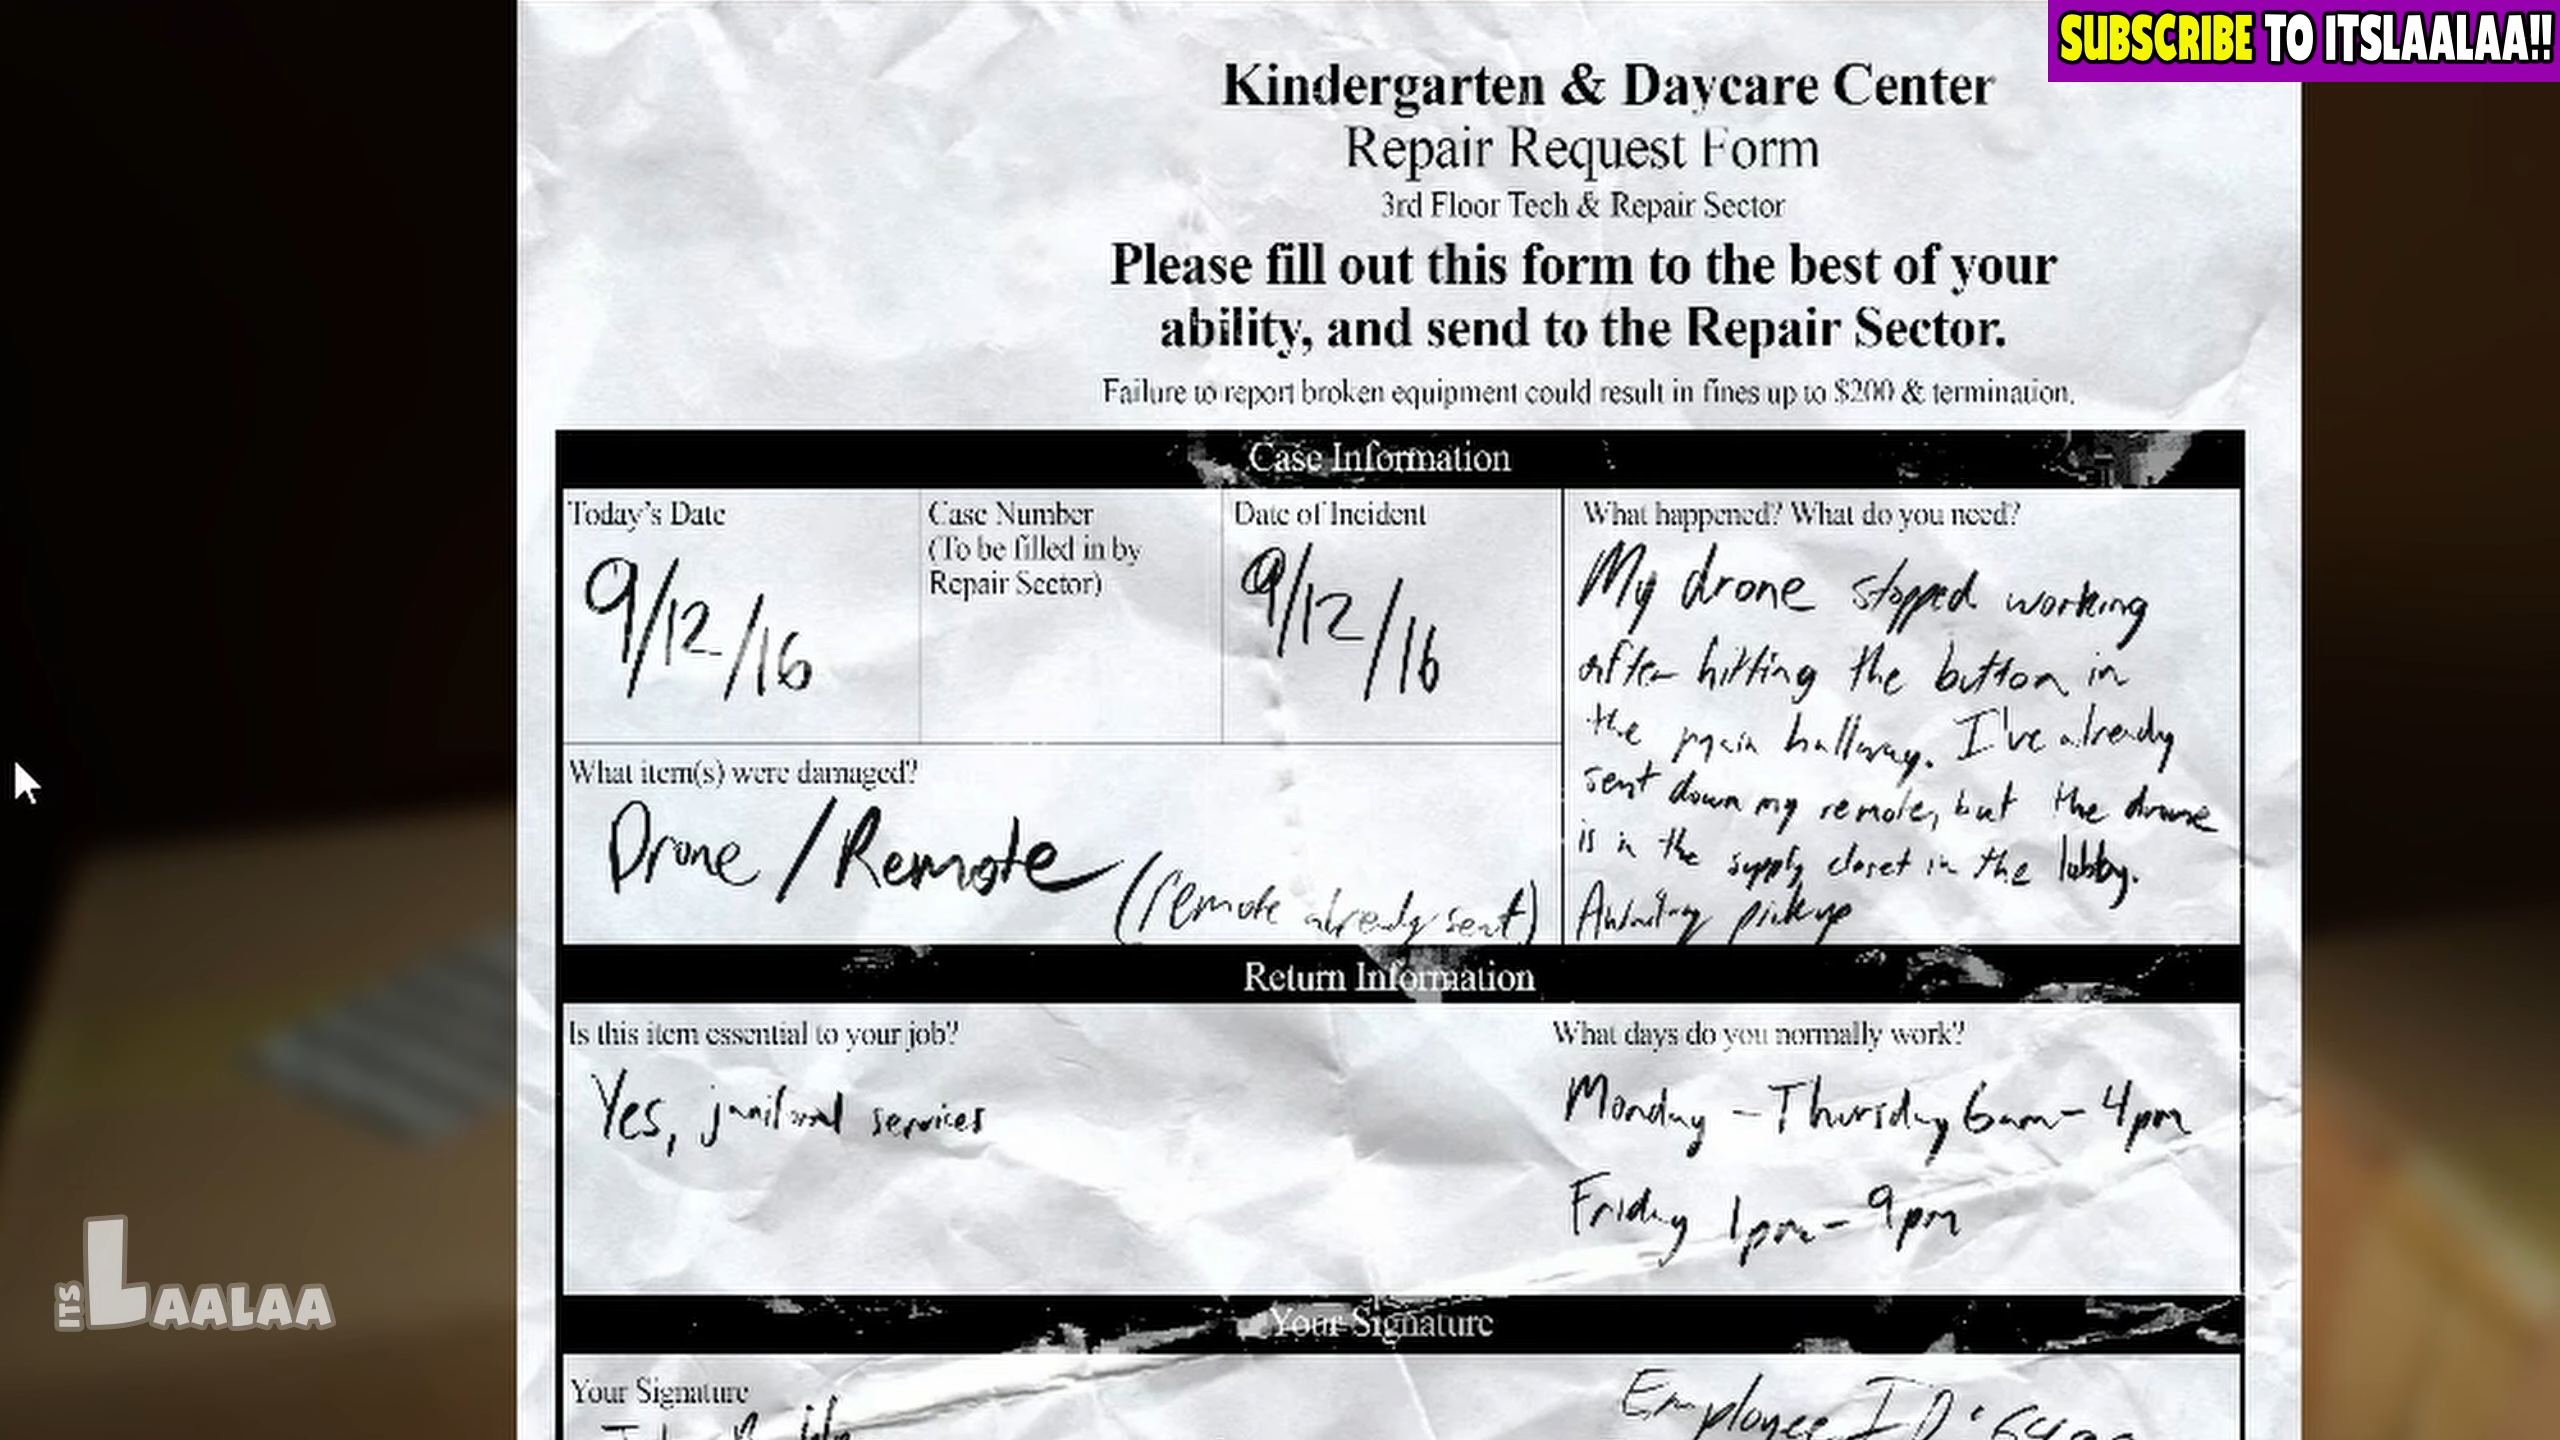 SUBSCRIBE TO ITSLAALAA!!
Kindergarten & Daycare Center
Repair Request Form
3rd Floor Tech & Repair Sector
Please fill out this form to the best of your
ability, and send to the Repair Sector.
Failure to report broken equipment could result in fines up to $200 & termination.
Case Information
Today's Date
9/12/16
Case Number
(To be filled in by
Repair Sector)
Date of Incident
9/12/16
What happened? What do you need?
My drone stopped working
after hitting the button in
the main hallway. I've already
sent down my remote, but the drone
is in the supply closet in the lobby.
Awaiting pickup
What item(s) were damaged?
Drone / Remote (remote already sent)
Return Information
Is this item essential to your job?
Yes, janitorial services
What days do you normally work?
Monday - Thursday 6am - 4pm
Friday 1pm - 9pm
Your Signature
Your Signature
Employee ID:
ITS LAALAA